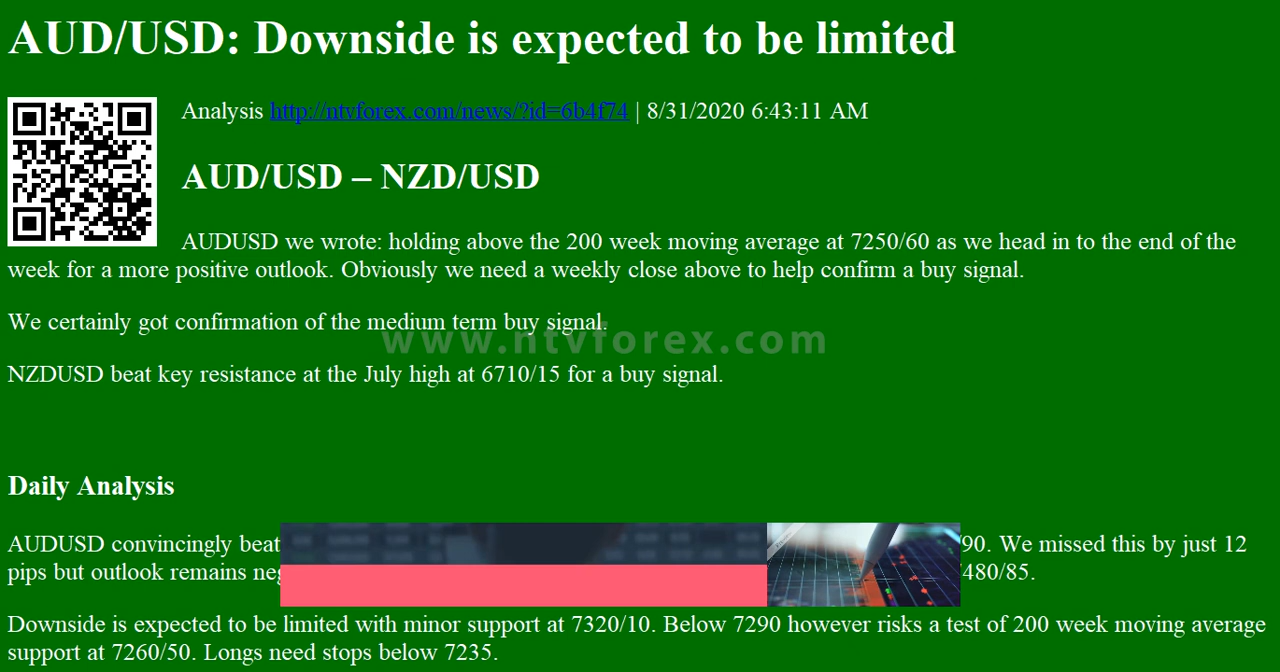 AUD/USD: Downside is expected to be limited
Analysis http://ntvforex.com/news/?id=6b4f74 | 8/31/2020 6:43:11 AM
AUD/USD – NZD/USD
AUDUSD we wrote: holding above the 200 week moving average at 7250/60 as we head in to the end of the
week for a more positive outlook. Obviously we need a weekly close above to help confirm a buy signal.
We certainly got confirmation of the medium term buy signal.
www.ntvforex.com
NZDUSD beat key resistance at the July high at 6710/15 for a buy signal.
Daily Analysis
AUDUSD convincingly beat /90. We missed this by just 12
pips but outlook remains 480/85.
Downside is expected to be limited with minor support at 7320/10. Below 7290 however risks a test of 200 week moving average
support at 7260/50. Longs need stops below 7235.